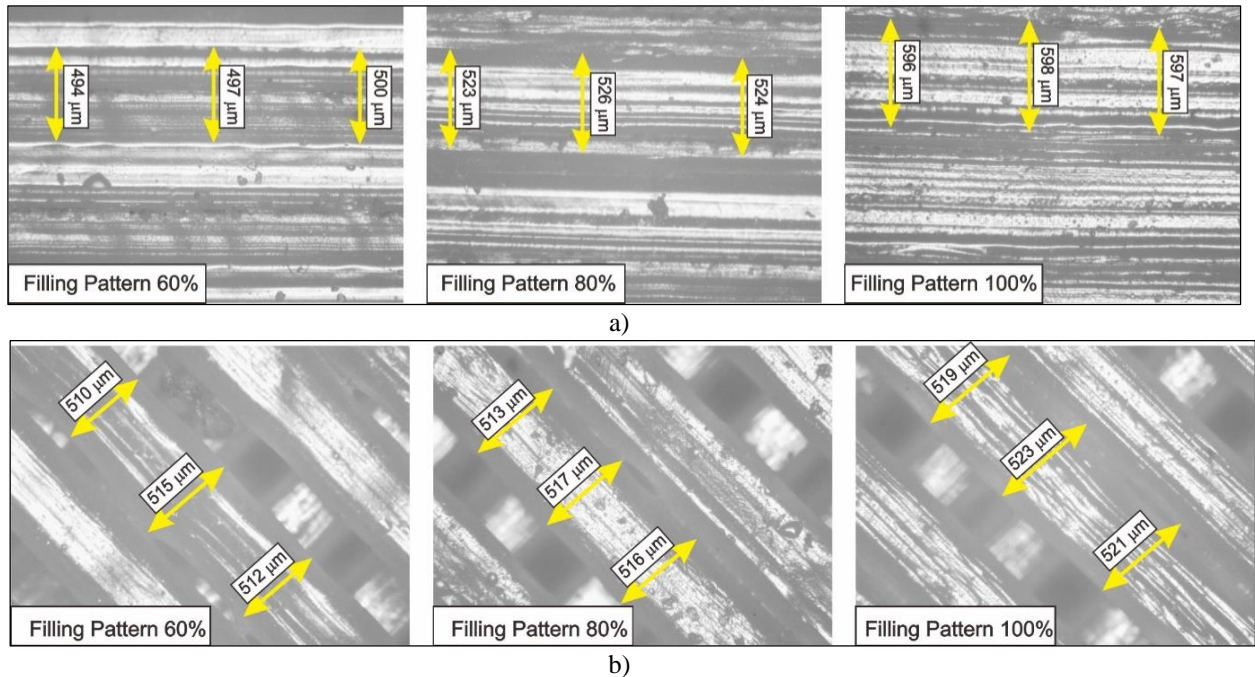 494 µm
497 µm
500 µm
Filling Pattern 60%
523 µm
526 µm
524 µm
Filling Pattern 80%
596 µm
598 µm
597 µm
Filling Pattern 100%
a)
510 µm
515 µm
512 µm
Filling Pattern 60%
513 µm
517 µm
516 µm
Filling Pattern 80%
519 µm
523 µm
521 µm
Filling Pattern 100%
b)